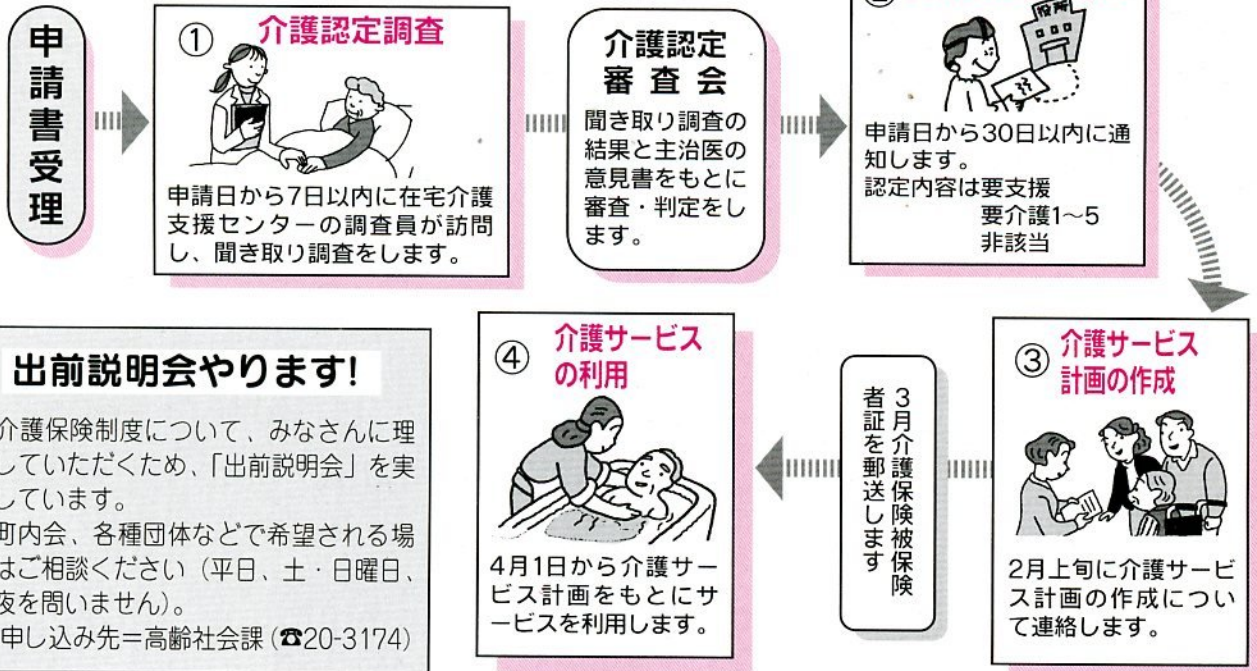 申請書受理
① 介護認定調査
申請日から7日以内に在宅介護
支援センターの調査員が訪問
し、聞き取り調査をします。
介護認定
審査会
聞き取り調査の
結果と主治医の
意見書をもとに
審査・判定をし
ます。
役所
申請日から30日以内に通
知します。
認定内容は要支援
要介護1〜5
非該当
③ 介護サービス
計画の作成
2月上旬に介護サービ
ス計画の作成につい
て連絡します。
3月介護保険被保険
者証を郵送します
④ 介護サービス
の利用
4月1日から介護サー
ビス計画をもとにサ
ービスを利用します。
出前説明会やります!
介護保険制度について、みなさんに理
していただくため、「出前説明会」を実
しています。
町内会、各種団体などで希望される場
はご相談ください（平日、土・日曜日、
夜を問いません）。
申し込み先＝高齢社会課（☎20-3174）